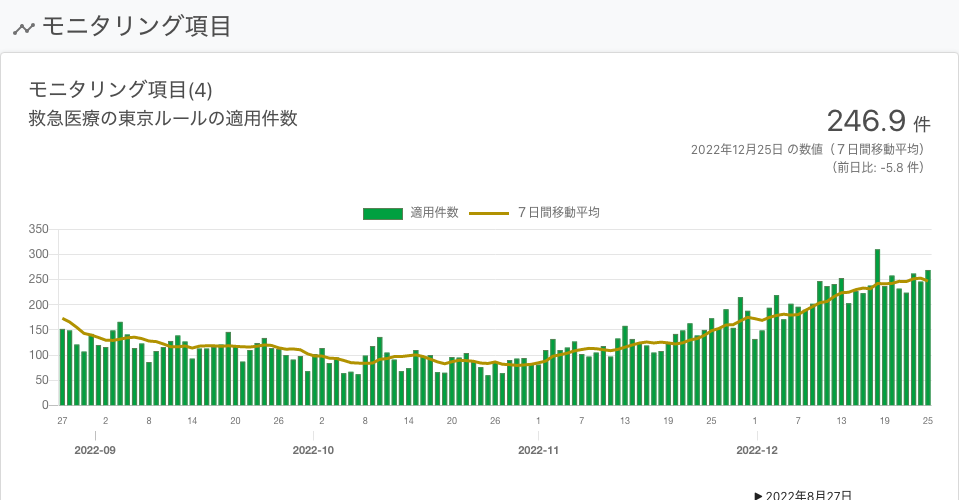 モニタリング項目
モニタリング項目(4)
救急医療の東京ルールの適用件数
246.9 件
2022年12月25日 の数値（７日間移動平均）
（前日比: -5.8 件）
適用件数 ７日間移動平均
350
300
250
200
150
100
50
0
27 2 8 14 20 26 2 8 14 20 26 1 7 13 19 25 1 7 13 19 25
2022-09 2022-10 2022-11 2022-12
▶ 2022年8月27日